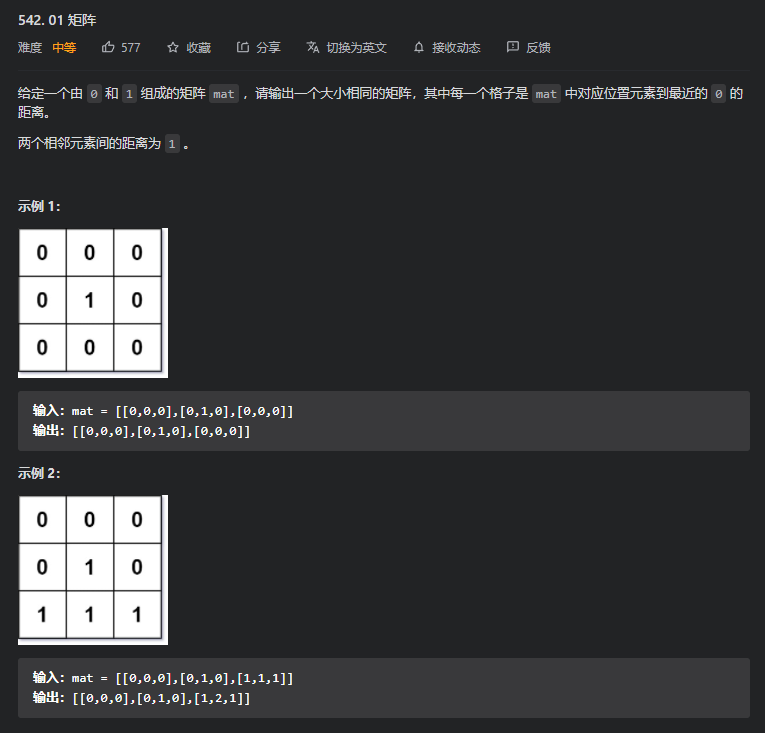 542. 01 矩阵
难度 中等 577 收藏 分享 切换为英文 接收动态 反馈
给定一个由 0 和 1 组成的矩阵 mat ，请输出一个大小相同的矩阵，其中每一个格子是 mat 中对应位置元素到最近的 0 的
距离。
两个相邻元素间的距离为 1 。
示例 1：
0 0 0
0 1 0
0 0 0
输入：mat = [[0,0,0],[0,1,0],[0,0,0]]
输出：[[0,0,0],[0,1,0],[0,0,0]]
示例 2：
0 0 0
0 1 0
1 1 1
输入：mat = [[0,0,0],[0,1,0],[1,1,1]]
输出：[[0,0,0],[0,1,0],[1,2,1]]